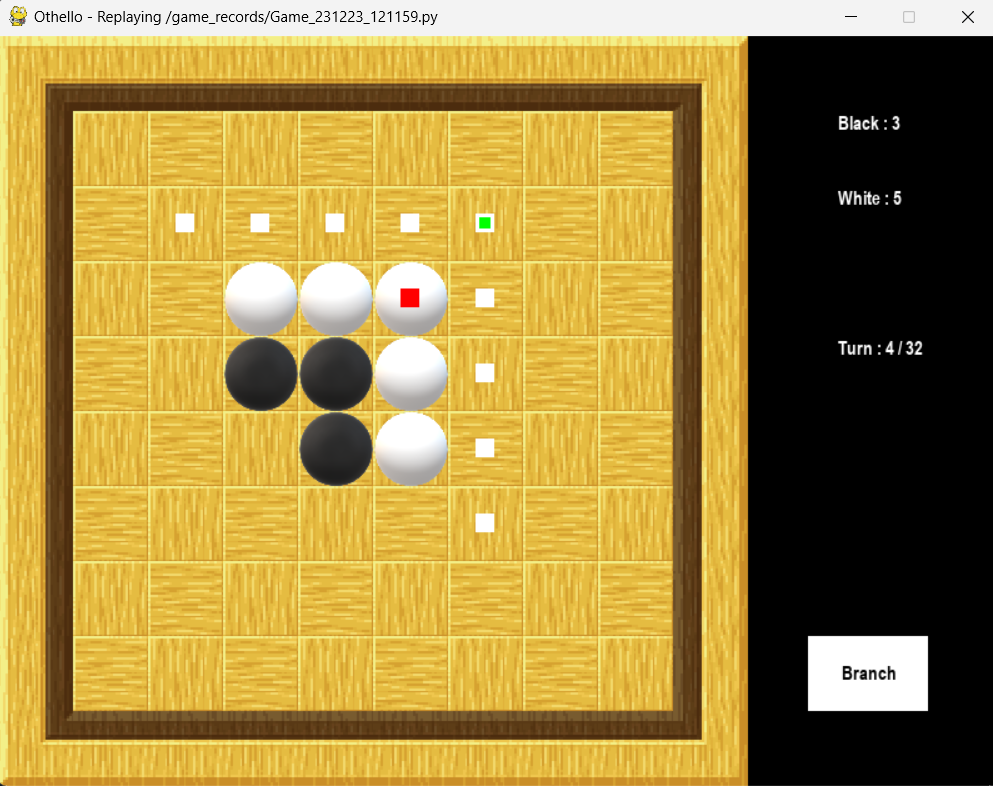 Othello - Replaying /game_records/Game_231223_121159.py
Black : 3
White : 5
Turn : 4 / 32
Branch